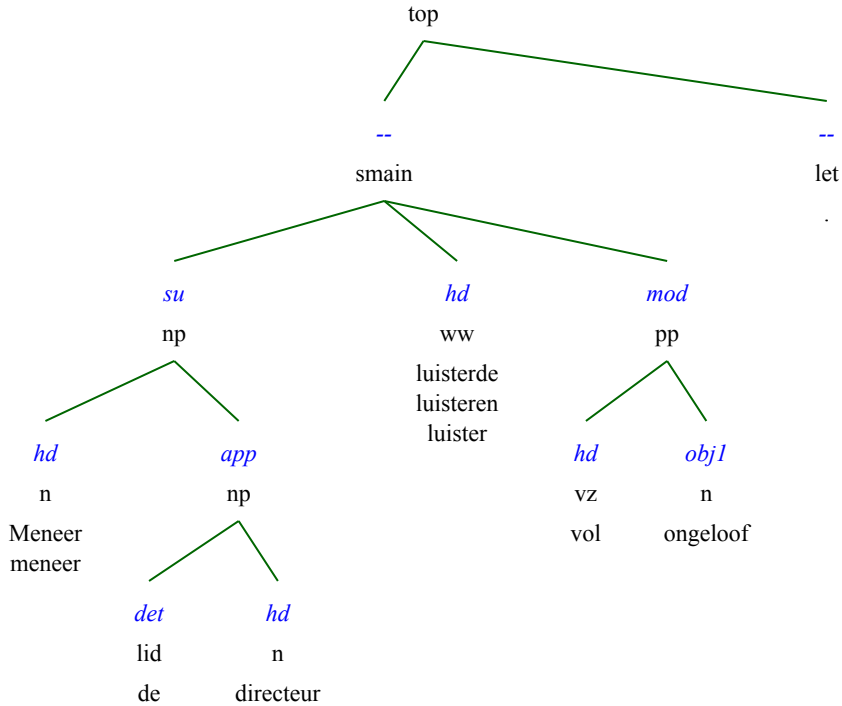 top
-- --
smain let
.
su hd mod
np ww pp
luisterde
luisteren
luister
hd app hd obj1
n np vz n
Meneer vol ongeloof
meneer
det hd
lid n
de directeur